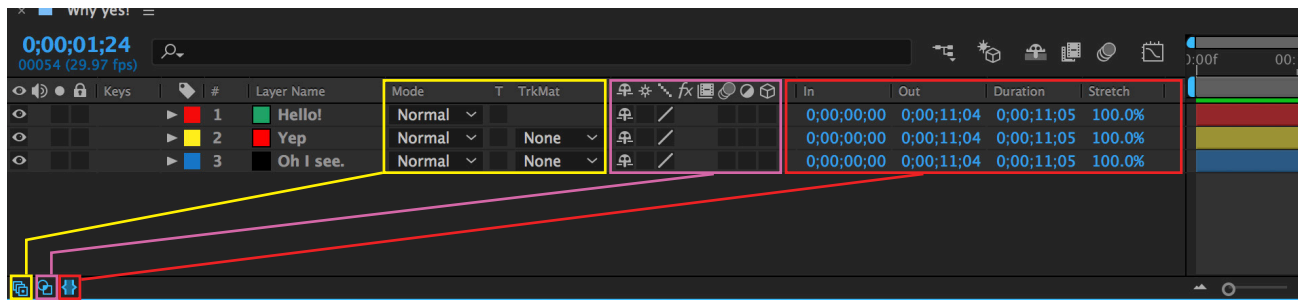 × Why yes! ≡
0;00;01;24
00054 (29.97 fps)
):00f 00:
Keys # Layer Name Mode T TrkMat fx In Out Duration Stretch
1 Hello! Normal 0;00;00;00 0;00;11;04 0;00;11;05 100.0%
2 Yep Normal None 0;00;00;00 0;00;11;04 0;00;11;05 100.0%
3 Oh I see. Normal None 0;00;00;00 0;00;11;04 0;00;11;05 100.0%